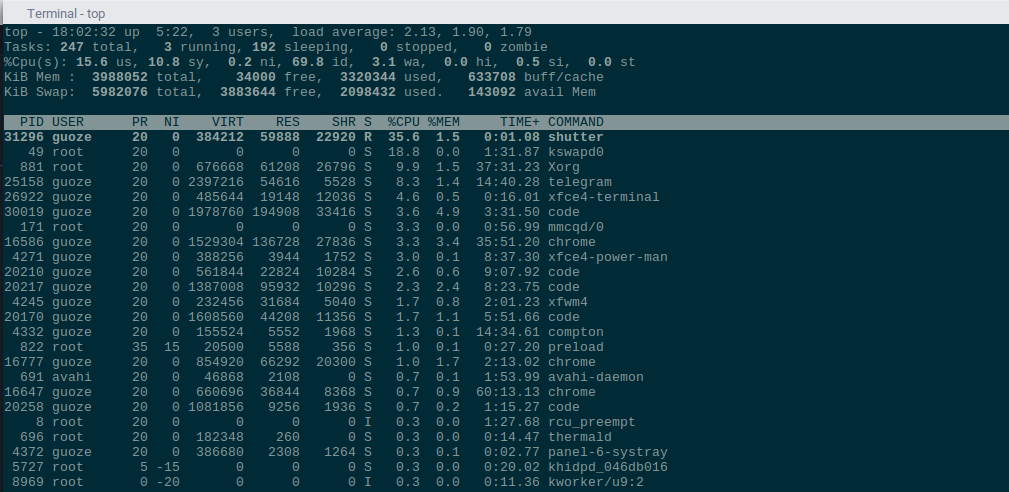 Terminal - top
top - 18:02:32 up  5:22,  3 users,  load average: 2.13, 1.90, 1.79
Tasks: 247 total,   3 running, 192 sleeping,   0 stopped,   0 zombie
%Cpu(s): 15.6 us, 10.8 sy,  0.2 ni, 69.8 id,  3.1 wa,  0.0 hi,  0.5 si,  0.0 st
KiB Mem :  3988052 total,    34000 free,  3320344 used,   633708 buff/cache
KiB Swap:  5982076 total,  3883644 free,  2098432 used.   143092 avail Mem
  PID USER      PR  NI    VIRT    RES    SHR S  %CPU %MEM     TIME+ COMMAND
31296 guoze     20   0  384212  59888  22920 R  35.6  1.5   0:01.08 shutter
   49 root      20   0       0      0      0 S  18.8  0.0   1:31.87 kswapd0
  881 root      20   0  676668  61208  26796 S   9.9  1.5  37:31.23 Xorg
25158 guoze     20   0 2397216  54616   5528 S   8.3  1.4  14:40.28 telegram
26922 guoze     20   0  485644  19148  12036 S   4.6  0.5   0:16.01 xfce4-terminal
30019 guoze     20   0 1978760 194908  33416 S   3.6  4.9   3:31.50 code
  171 root      20   0       0      0      0 S   3.3  0.0   0:56.99 mmcqd/0
16586 guoze     20   0 1529304 136728  27836 S   3.3  3.4  35:51.20 chrome
 4271 guoze     20   0  388256   3944   1752 S   3.0  0.1   8:37.30 xfce4-power-man
20210 guoze     20   0  561844  22824  10284 S   2.6  0.6   9:07.92 code
20217 guoze     20   0 1387008  95932  10296 S   2.3  2.4   8:23.75 code
 4245 guoze     20   0  232456  31684   5040 S   1.7  0.8   2:01.23 xfwm4
20170 guoze     20   0 1608560  44208  11356 S   1.7  1.1   5:51.66 code
 4332 guoze     20   0  155524   5552   1968 S   1.3  0.1  14:34.61 compton
  822 root      35  15   20500   5588    356 S   1.0  0.1   0:27.20 preload
16777 guoze     20   0  854920  66292  20300 S   1.0  1.7   2:13.02 chrome
  691 avahi     20   0   46868   2108      0 S   0.7  0.1   1:53.99 avahi-daemon
16647 guoze     20   0  660696  36844   8368 S   0.7  0.9  60:13.13 chrome
20258 guoze     20   0 1081856   9256   1936 S   0.7  0.2   1:15.27 code
    8 root      20   0       0      0      0 I   0.3  0.0   1:27.68 rcu_preempt
  696 root      20   0  182348    260      0 S   0.3  0.0   0:14.47 thermald
 4372 guoze     20   0  386680   2308   1264 S   0.3  0.1   0:02.77 panel-6-systray
 5727 root       5 -15       0      0      0 S   0.3  0.0   0:20.02 khidpd_046db016
 8969 root       0 -20       0      0      0 I   0.3  0.0   0:11.36 kworker/u9:2